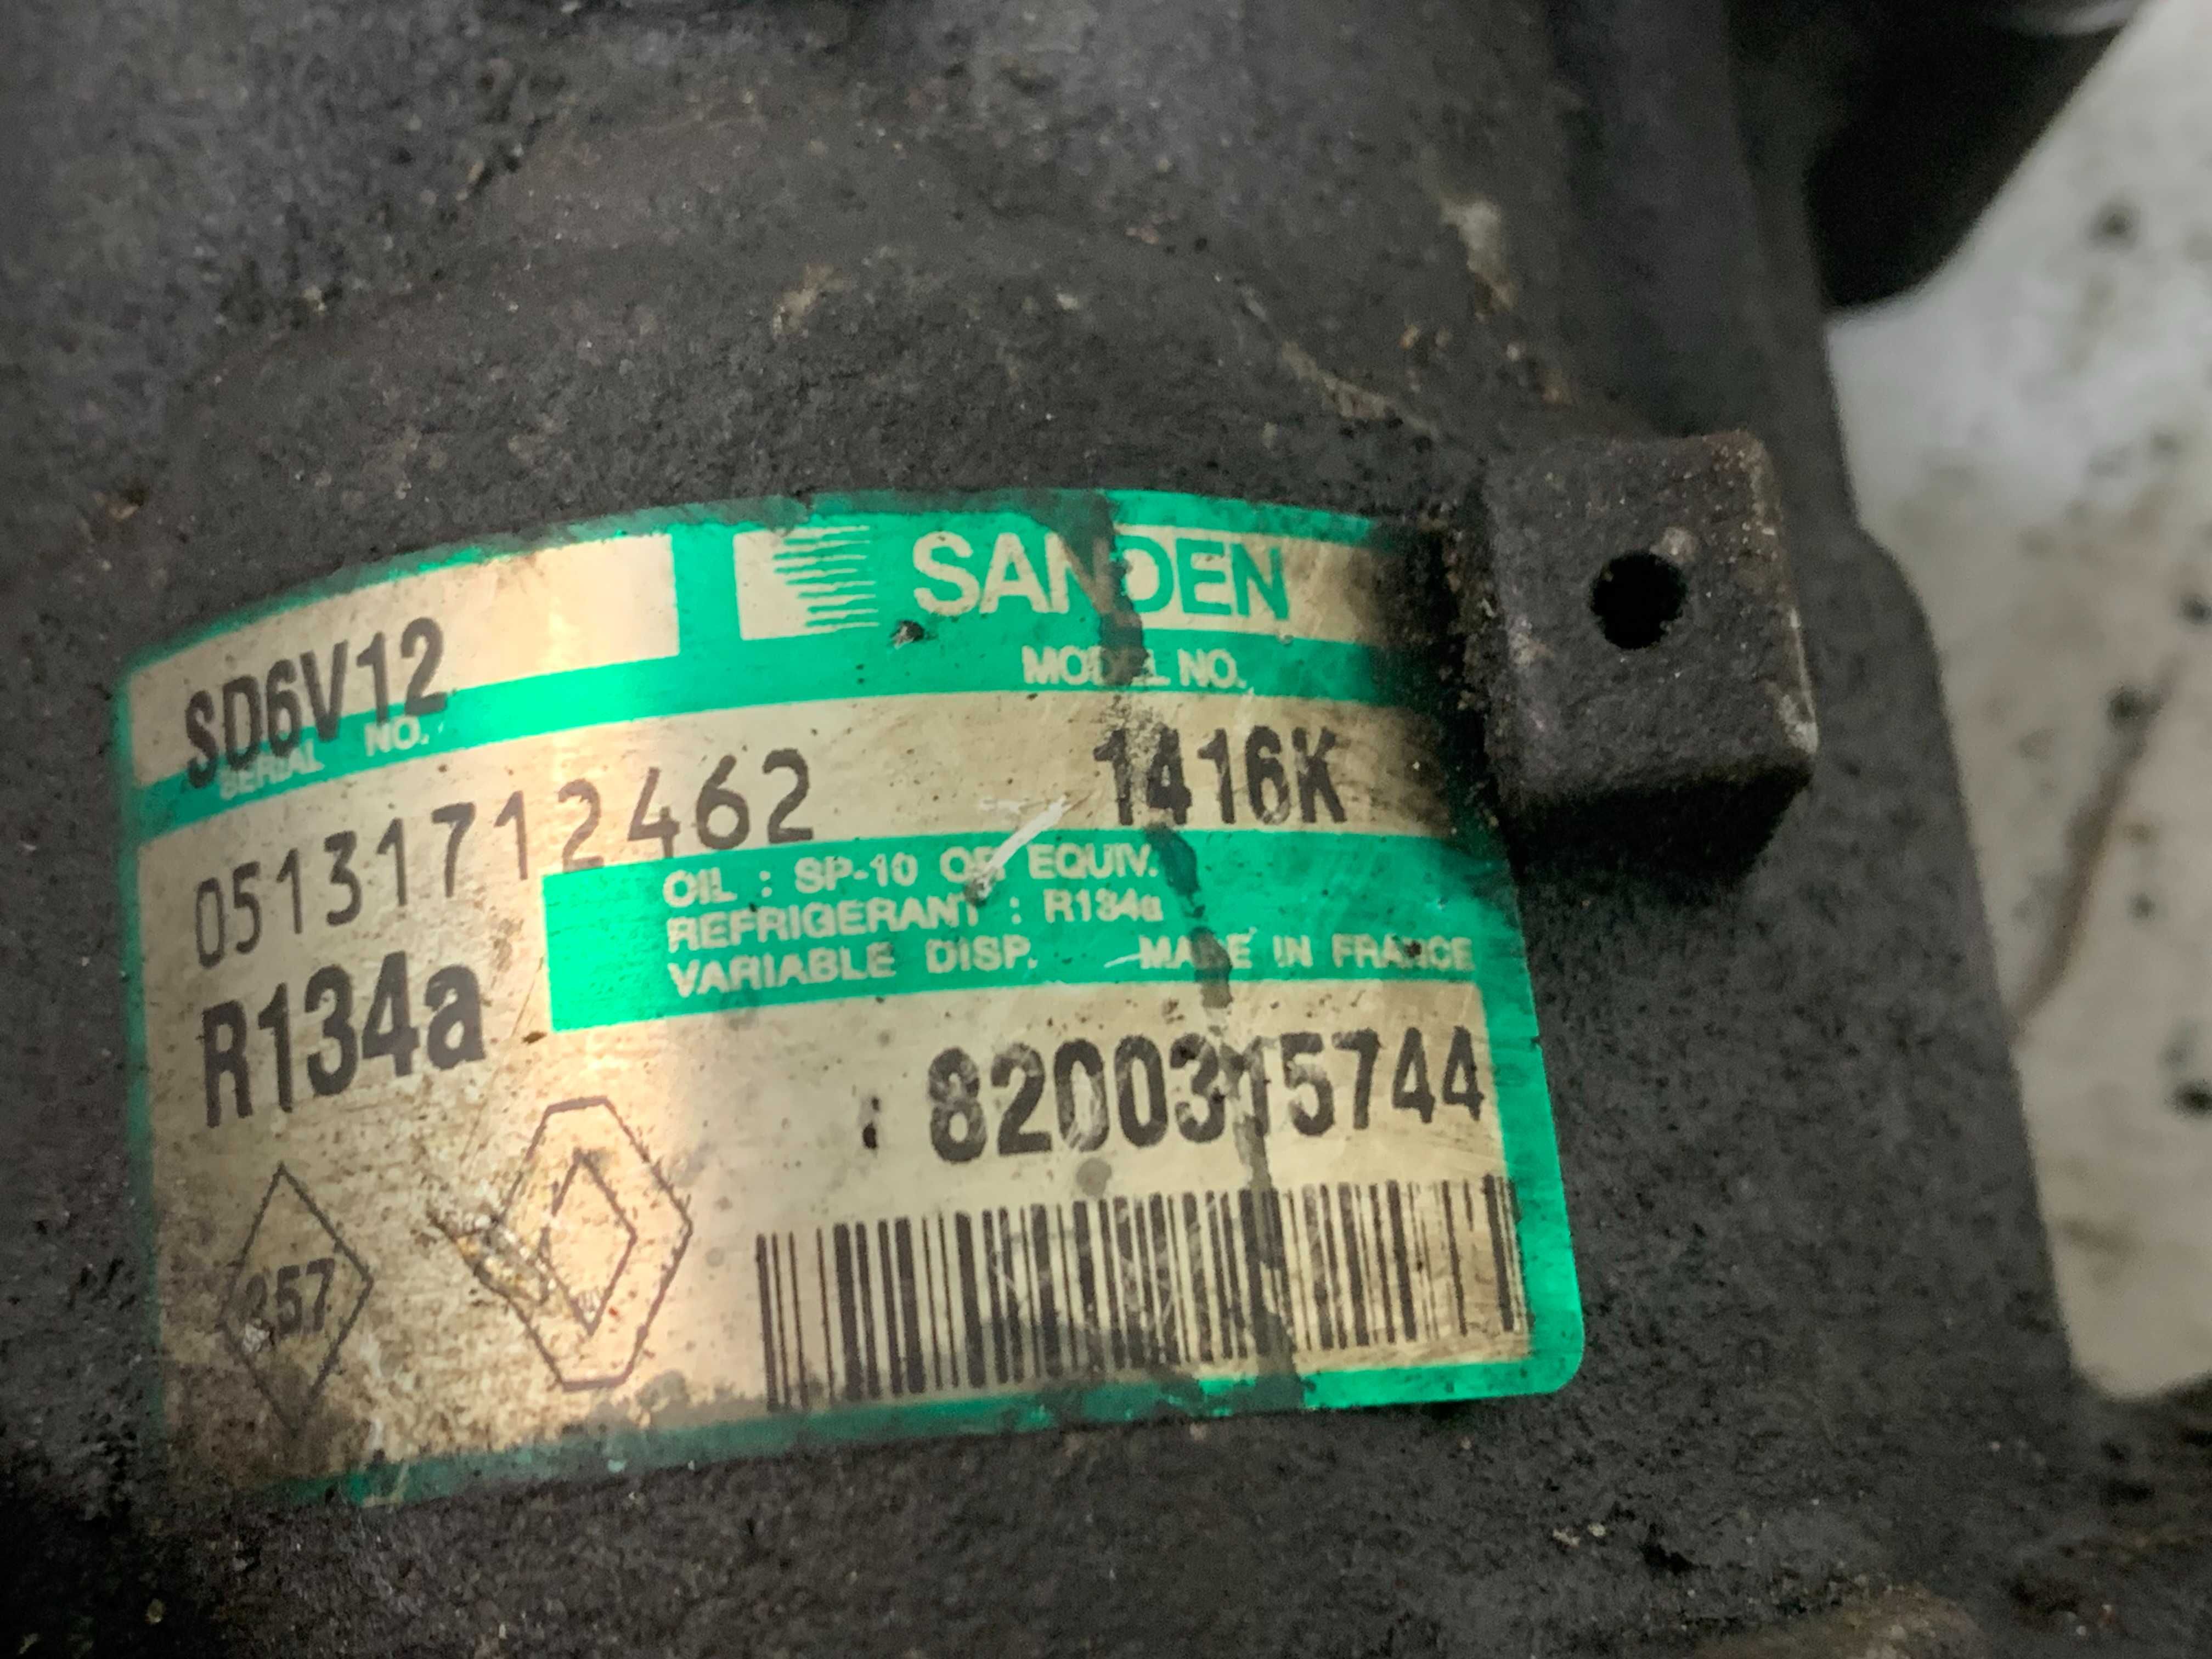 SD6V12
SANDEN
SERIAL NO.
MODEL NO.
05131712462
1416K
OIL : SP-10 OR EQUIV.
REFRIGERANT : R134a
VARIABLE DISP. MADE IN FRANCE
R134a
8200315744